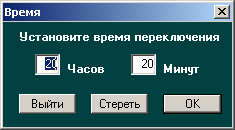 Время
Установите время переключения
20 Часов 20 Минут
Выйти Стереть OK